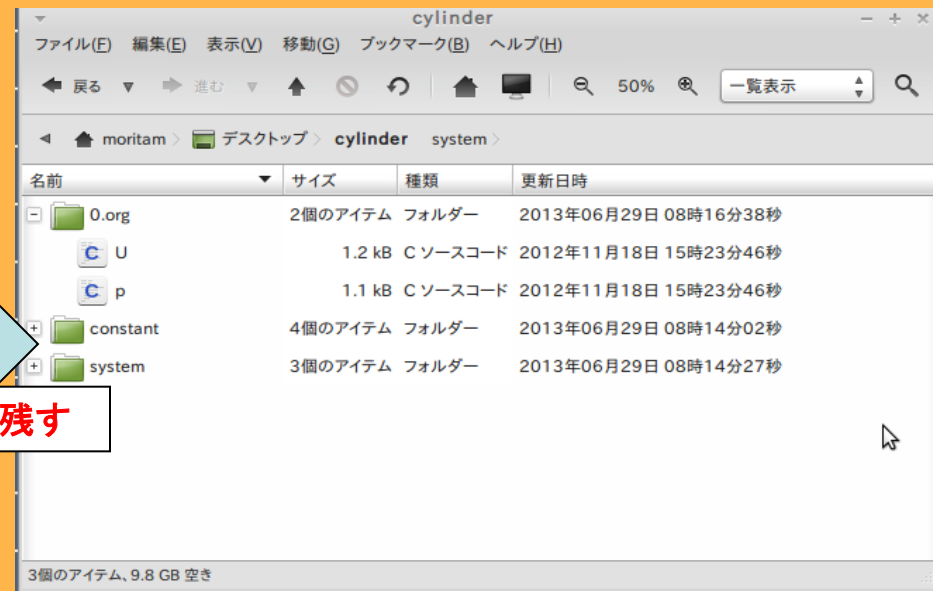 cylinder
ファイル(F) 編集(E) 表示(V) 移動(G) ブックマーク(B) ヘルプ(H)
戻る 進む 50% 一覧表示
moritam デスクトップ cylinder system
名前 サイズ 種類 更新日時
0.org 2個のアイテム フォルダー 2013年06月29日 08時16分38秒
U 1.2 kB C ソースコード 2012年11月18日 15時23分46秒
p 1.1 kB C ソースコード 2012年11月18日 15時23分46秒
constant 4個のアイテム フォルダー 2013年06月29日 08時14分02秒
system 3個のアイテム フォルダー 2013年06月29日 08時14分27秒
残す
3個のアイテム、9.8 GB 空き